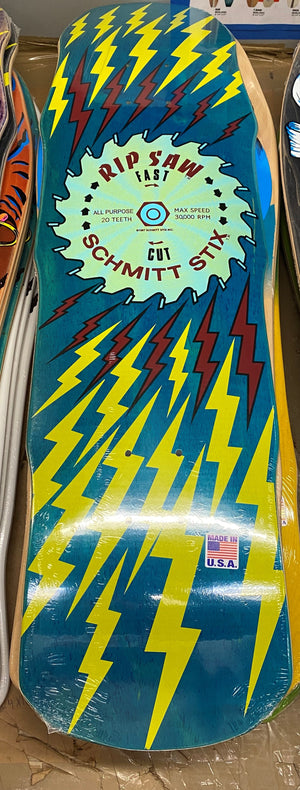 RIP SAW
FAST
ALL PURPOSE
20 TEETH
MAX SPEED
30,000 RPM
CUT
SCHMITT STIX
MADE IN
U.S.A.